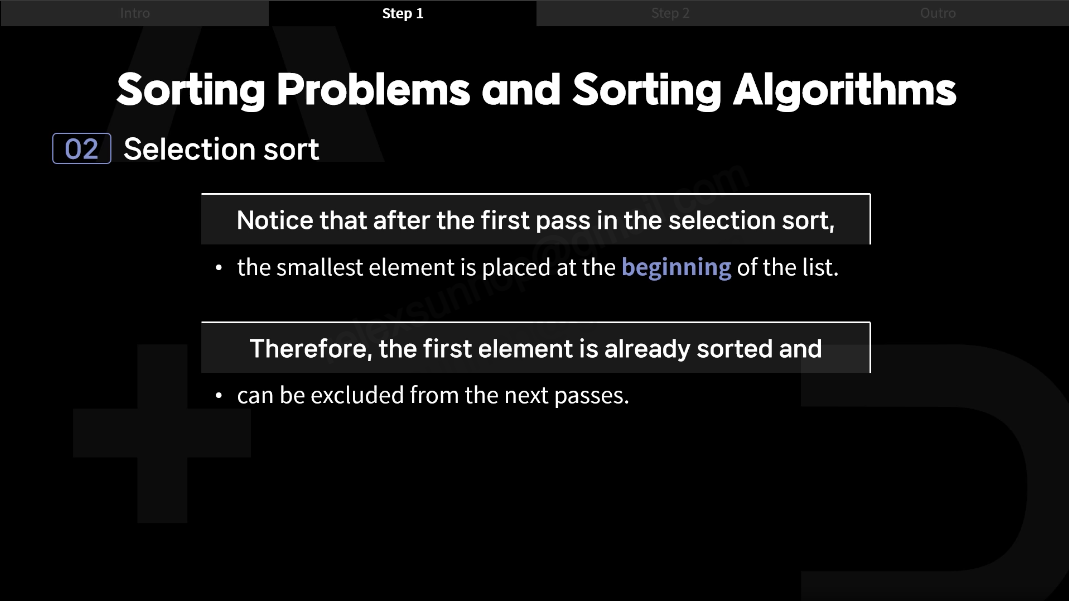 Intro
Step 1
Step 2
Outro
Sorting Problems and Sorting Algorithms
02 Selection sort
Notice that after the first pass in the selection sort,
• the smallest element is placed at the beginning of the list.
Therefore, the first element is already sorted and
• can be excluded from the next passes.